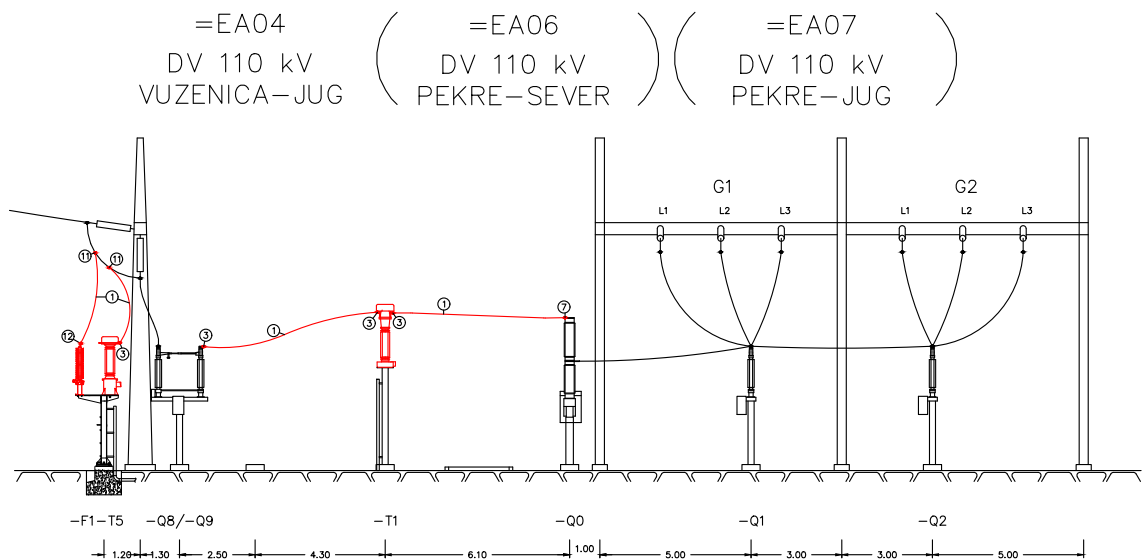 =EA04
DV 110 kV
VUZENICA-JUG
=EA06
DV 110 kV
PEKRE-SEVER
=EA07
DV 110 kV
PEKRE-JUG
G1
G2
L1 L2 L3 L1 L2 L3
11 11
1
12
3
3
1
3 3
1
7
-F1-T5 -Q8/-Q9 -T1 -Q0 -Q1 -Q2
1.20 1.30 2.50 4.30 6.10 1.00 5.00 3.00 3.00 5.00